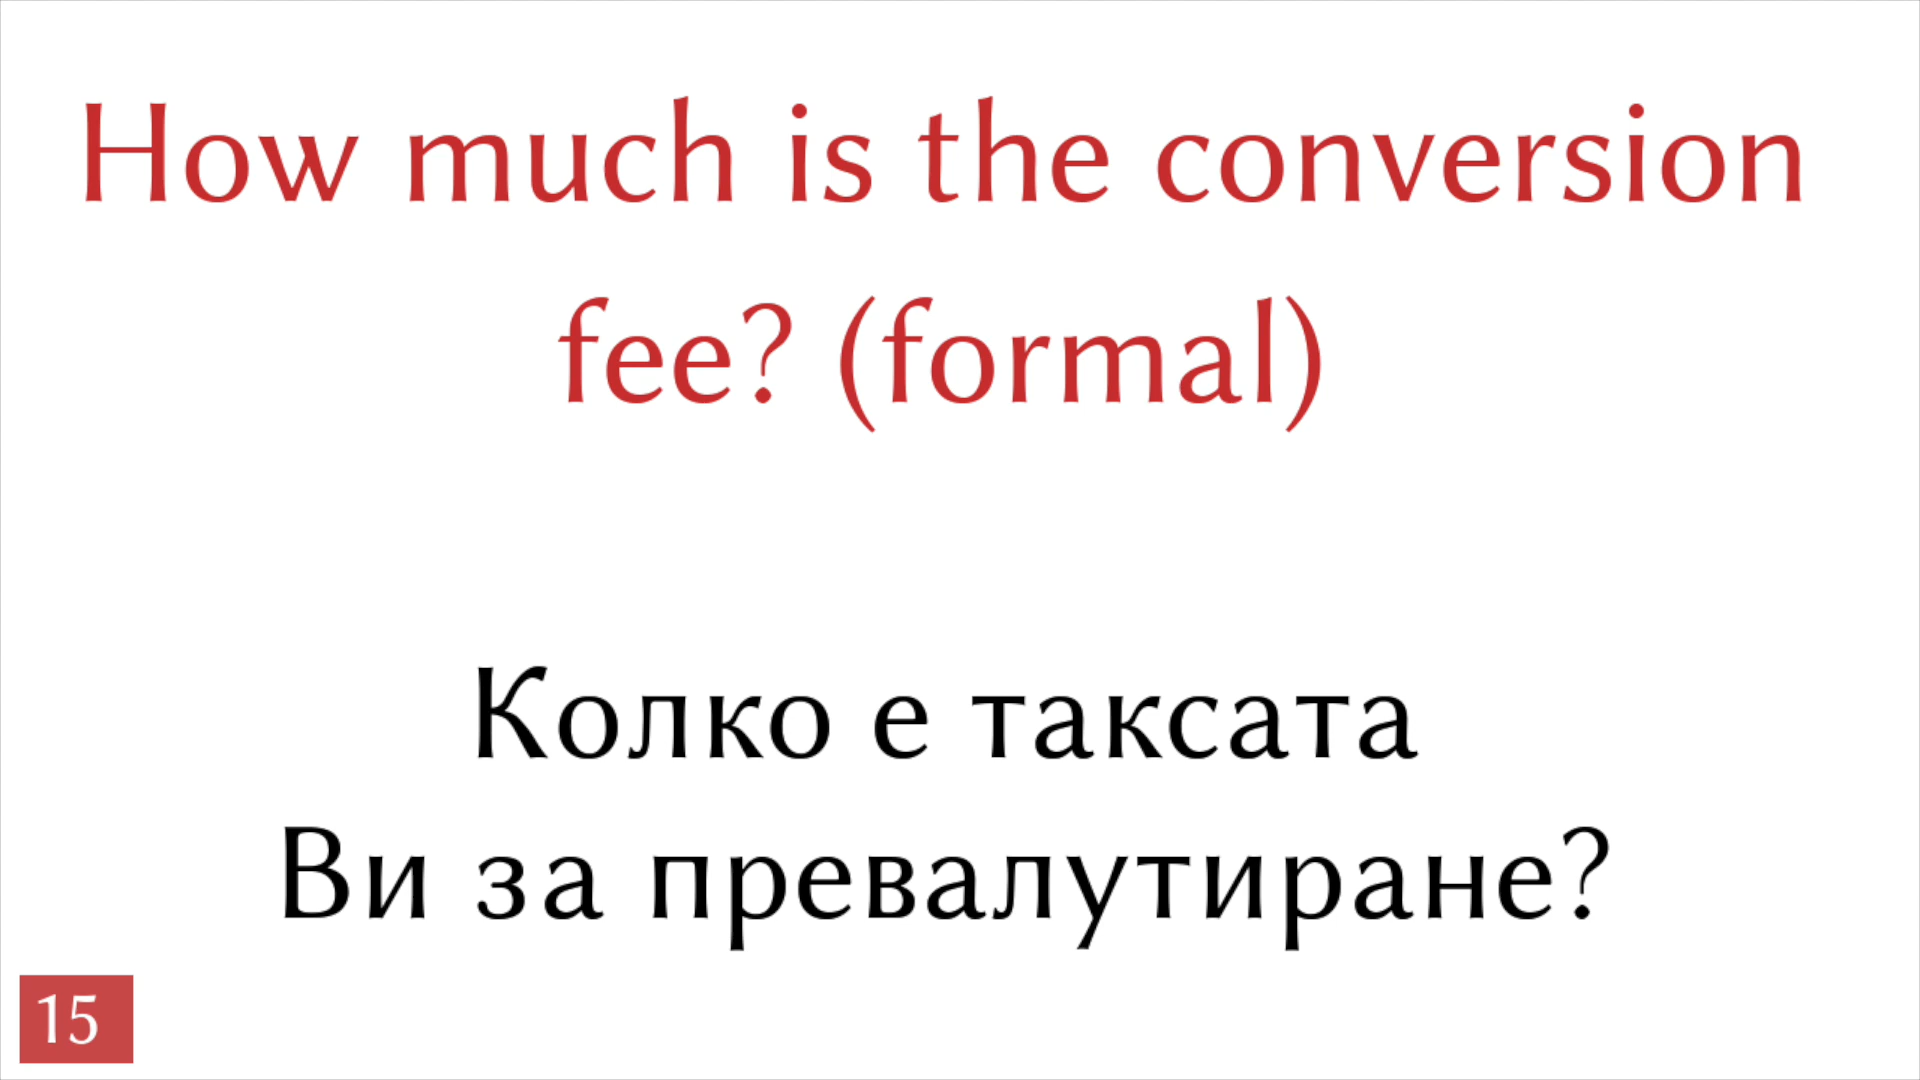 How much is the conversion
fee? (formal)
Колко е таксата
Ви за превалутиране?
15